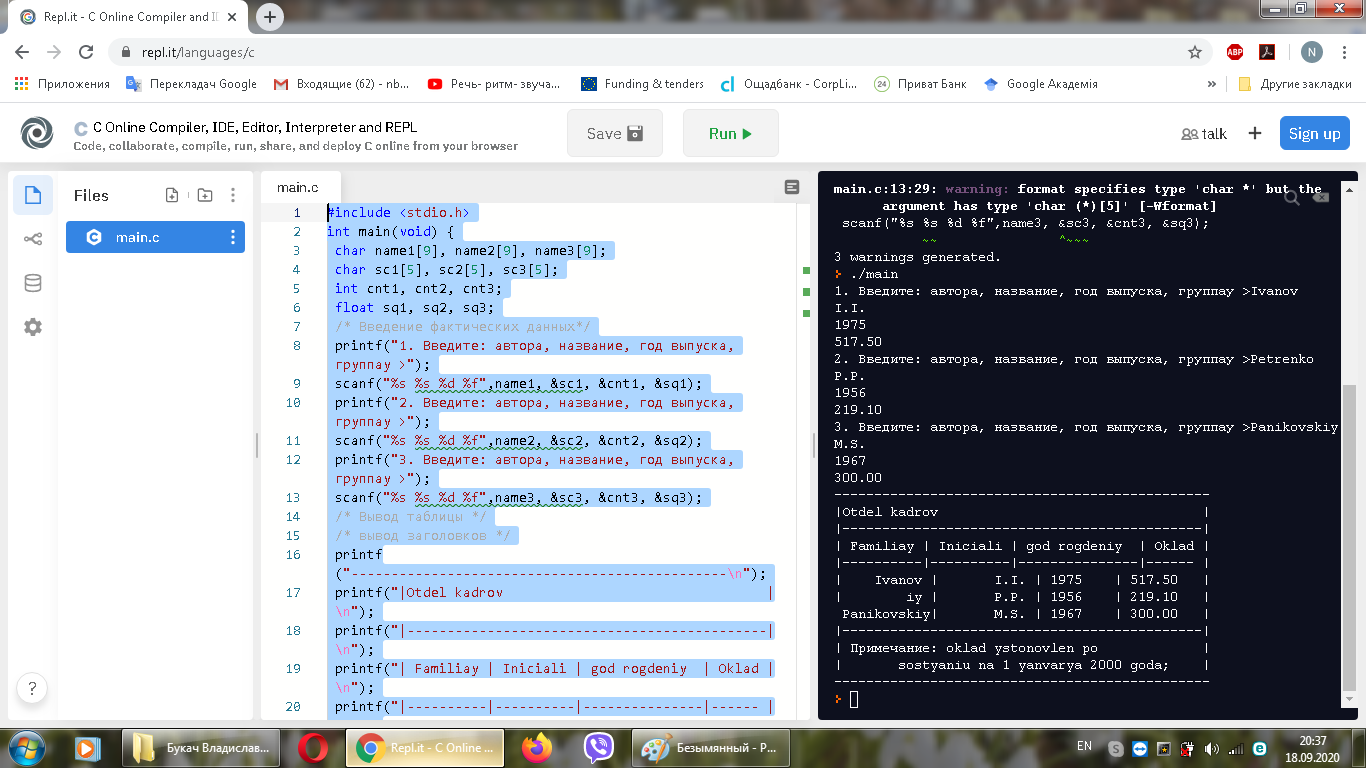 Repl.it - C Online Compiler and ID
repl.it/languages/c
ABP
N
Приложения
Перекладач Google
Входящие (62) - nb...
Речь- ритм- звуча...
Funding & tenders
Ощадбанк - CorpLi...
24
Приват Банк
Google Академія
»
Другие закладки
C Online Compiler, IDE, Editor, Interpreter and REPL
Code, collaborate, compile, run, share, and deploy C online from your browser
Save
Run
talk
Sign up
Files
main.c
main.c
1 #include <stdio.h>
2 int main(void) {
3 char name1[9], name2[9], name3[9];
4 char sc1[5], sc2[5], sc3[5];
5 int cnt1, cnt2, cnt3;
6 float sq1, sq2, sq3;
7 /* Введение фактических данных*/
8 printf("1. Введите: автора, название, год выпуска,
группау >");
9 scanf("%s %s %d %f",name1, &sc1, &cnt1, &sq1);
10 printf("2. Введите: автора, название, год выпуска,
группау >");
11 scanf("%s %s %d %f",name2, &sc2, &cnt2, &sq2);
12 printf("3. Введите: автора, название, год выпуска,
группау >");
13 scanf("%s %s %d %f",name3, &sc3, &cnt3, &sq3);
14 /* Вывод таблицы */
15 /* вывод заголовков */
16 printf
("-----------------------------------------------\n");
17 printf("|Otdel kadrov |
\n");
18 printf("|---------------------------------------------|
\n");
19 printf("| Familiay | Iniciali | god rogdeniy | Oklad |
\n");
20 printf("|----------|----------|---------------|------ |
?
main.c:13:29: warning: format specifies type 'char *' but the
argument has type 'char (*)[5]' [-Wformat]
scanf("%s %s %d %f",name3, &sc3, &cnt3, &sq3);
~~ ^~~~
3 warnings generated.
> ./main
1. Введите: автора, название, год выпуска, группау >Ivanov
I.I.
1975
517.50
2. Введите: автора, название, год выпуска, группау >Petrenko
P.P.
1956
219.10
3. Введите: автора, название, год выпуска, группау >Panikovskiy
M.S.
1967
300.00
-----------------------------------------------
|Otdel kadrov |
|---------------------------------------------|
| Familiay | Iniciali | god rogdeniy | Oklad |
|----------|----------|---------------|------ |
| Ivanov | I.I. | 1975 | 517.50 |
| iy | P.P. | 1956 | 219.10 |
Panikovskiy| M.S. | 1967 | 300.00 |
|---------------------------------------------|
| Примечание: oklad ystonovlen po |
| sostyaniu na 1 yanvarya 2000 goda; |
-----------------------------------------------
>
Букач Владислав...
Repl.it - C Online ...
Безымянный - P...
EN
20:37
18.09.2020